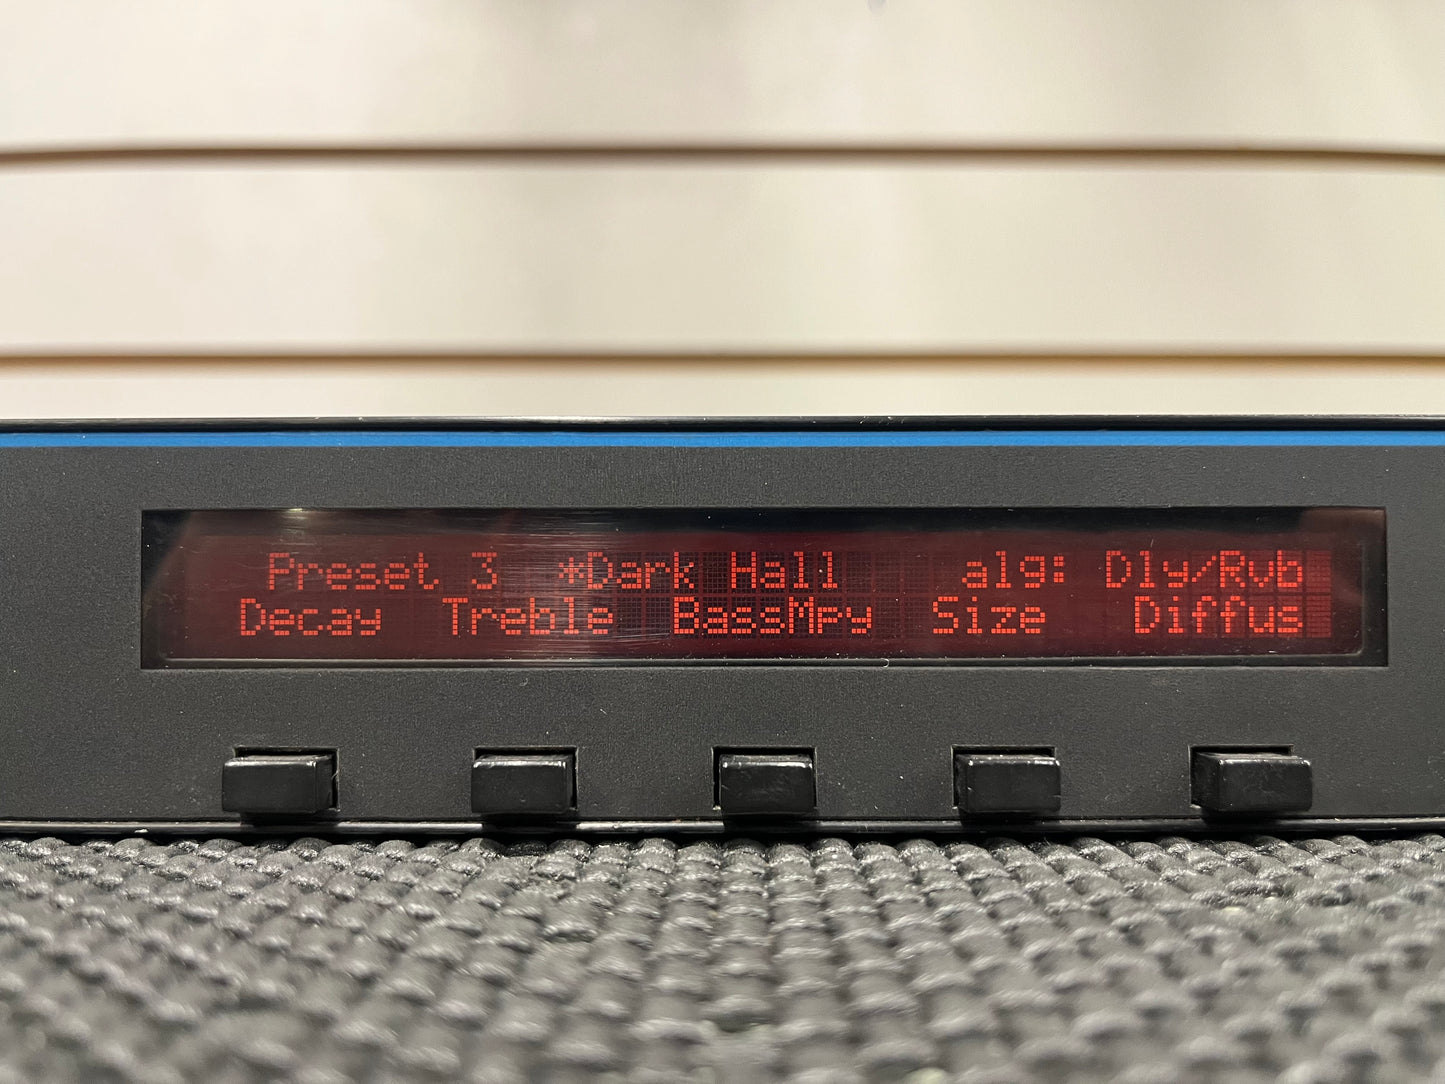 Preset 3 *Dark Hall alg: Dly/Rvb
Decay Treble BassMpy Size Diffus